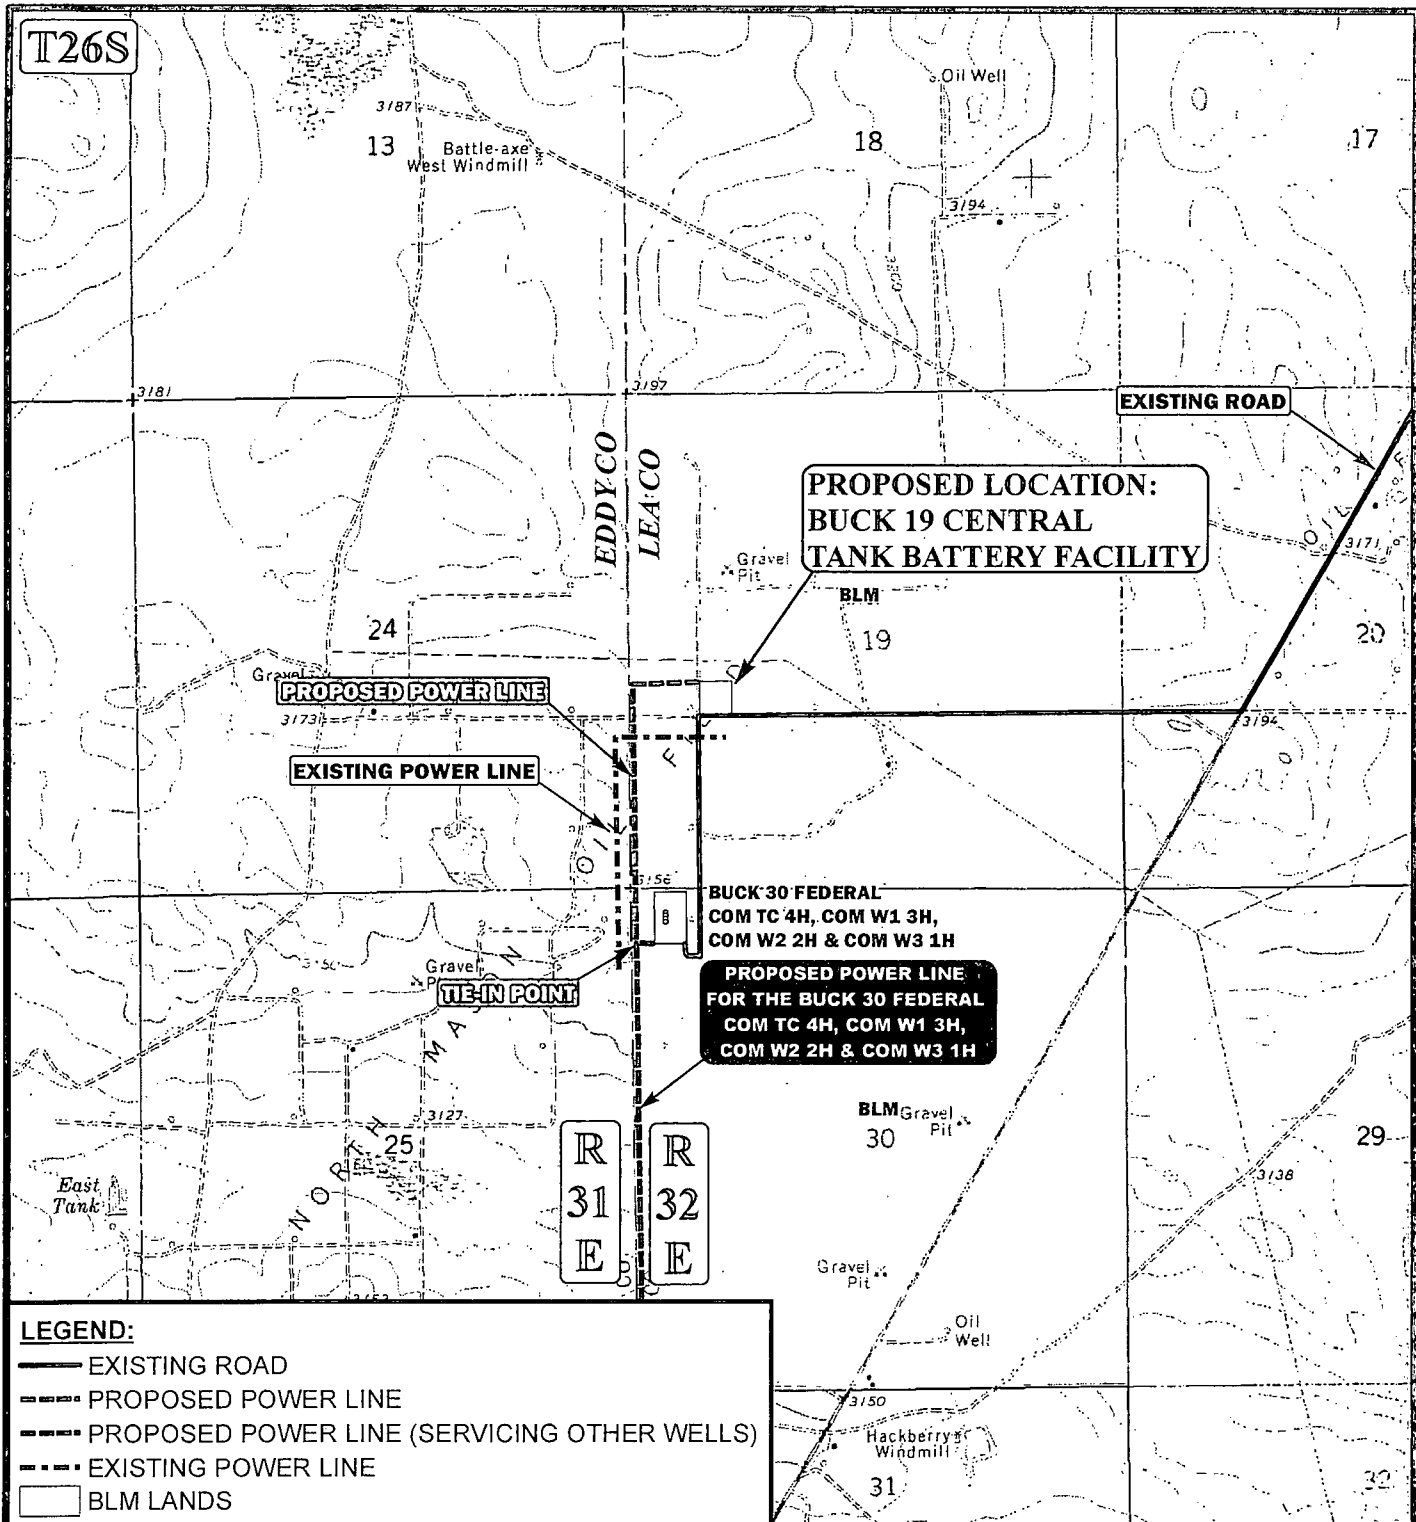 T26S
Oil Well
3187
13
Battle-axe
West Windmill
18
17
3194
3181
3197
EXISTING ROAD
EDDY CO
LEA CO
PROPOSED LOCATION:
BUCK 19 CENTRAL
TANK BATTERY FACILITY
Gravel
Pit
BLM
OIL
3171
24
19
20
Gravel
PROPOSED POWER LINE
3173
3194
EXISTING POWER LINE
F
OIL
3156
BUCK 30 FEDERAL
COM TC 4H, COM W1 3H,
COM W2 2H & COM W3 1H
Gravel
TIE-IN POINT
PROPOSED POWER LINE
FOR THE BUCK 30 FEDERAL
COM TC 4H, COM W1 3H,
COM W2 2H & COM W3 1H
NORTH MASON
3127
25
BLM
Gravel
Pit
30
29
R
31
E
R
32
E
East
Tank
3138
Gravel
Pit
Oil
Well
3150
Hackberry
Windmill
31
32
LEGEND:
EXISTING ROAD
PROPOSED POWER LINE
PROPOSED POWER LINE (SERVICING OTHER WELLS)
EXISTING POWER LINE
BLM LANDS